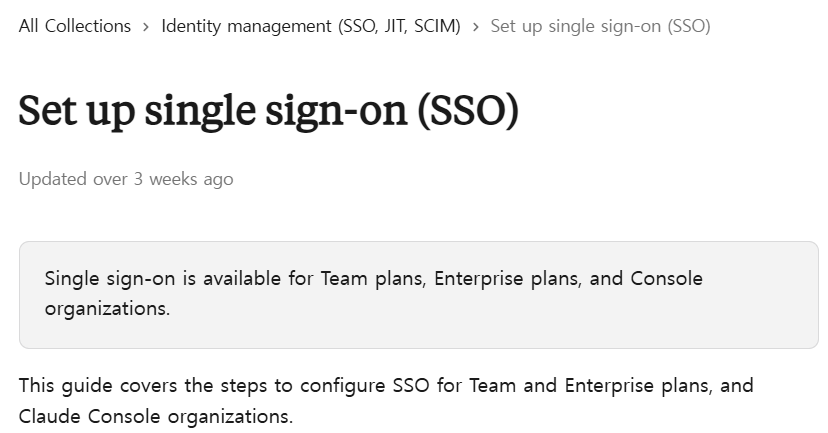 All Collections > Identity management (SSO, JIT, SCIM) > Set up single sign-on (SSO)
Set up single sign-on (SSO)
Updated over 3 weeks ago
Single sign-on is available for Team plans, Enterprise plans, and Console
organizations.
This guide covers the steps to configure SSO for Team and Enterprise plans, and
Claude Console organizations.